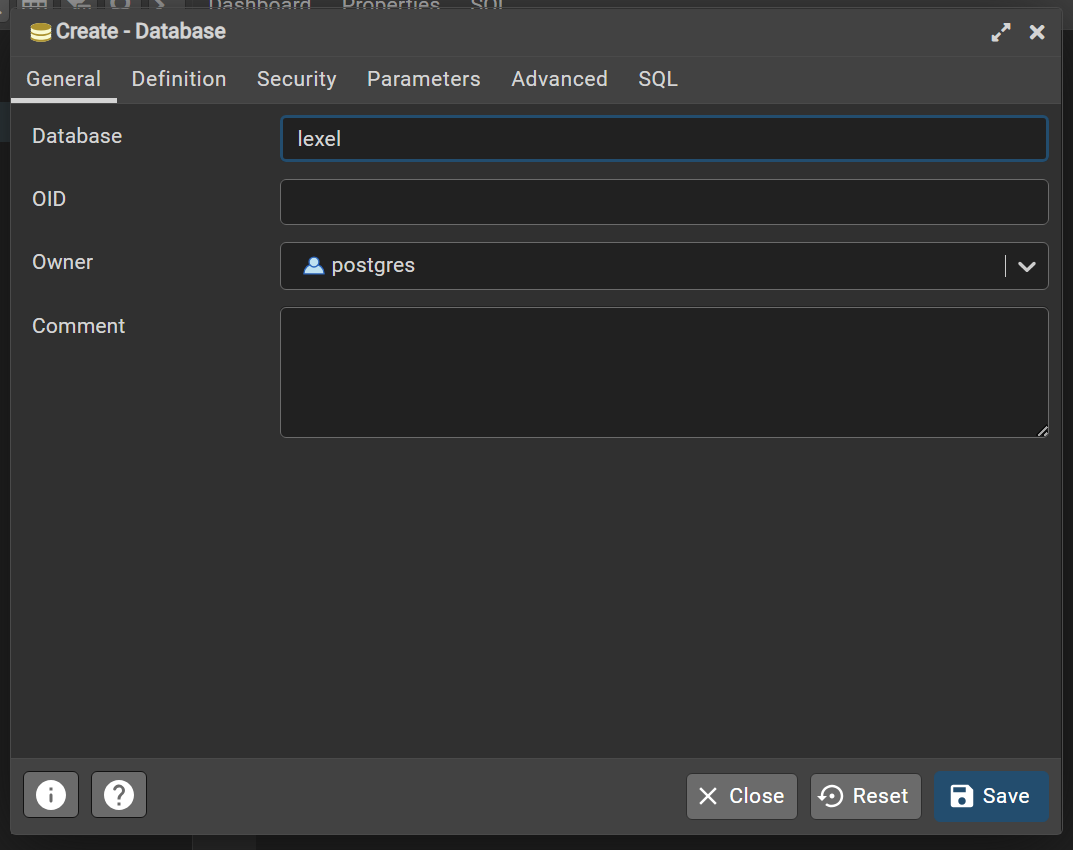 Dashboard Properties SQL
Create - Database
General Definition Security Parameters Advanced SQL
Database lexel
OID
Owner postgres
Comment
Close Reset Save